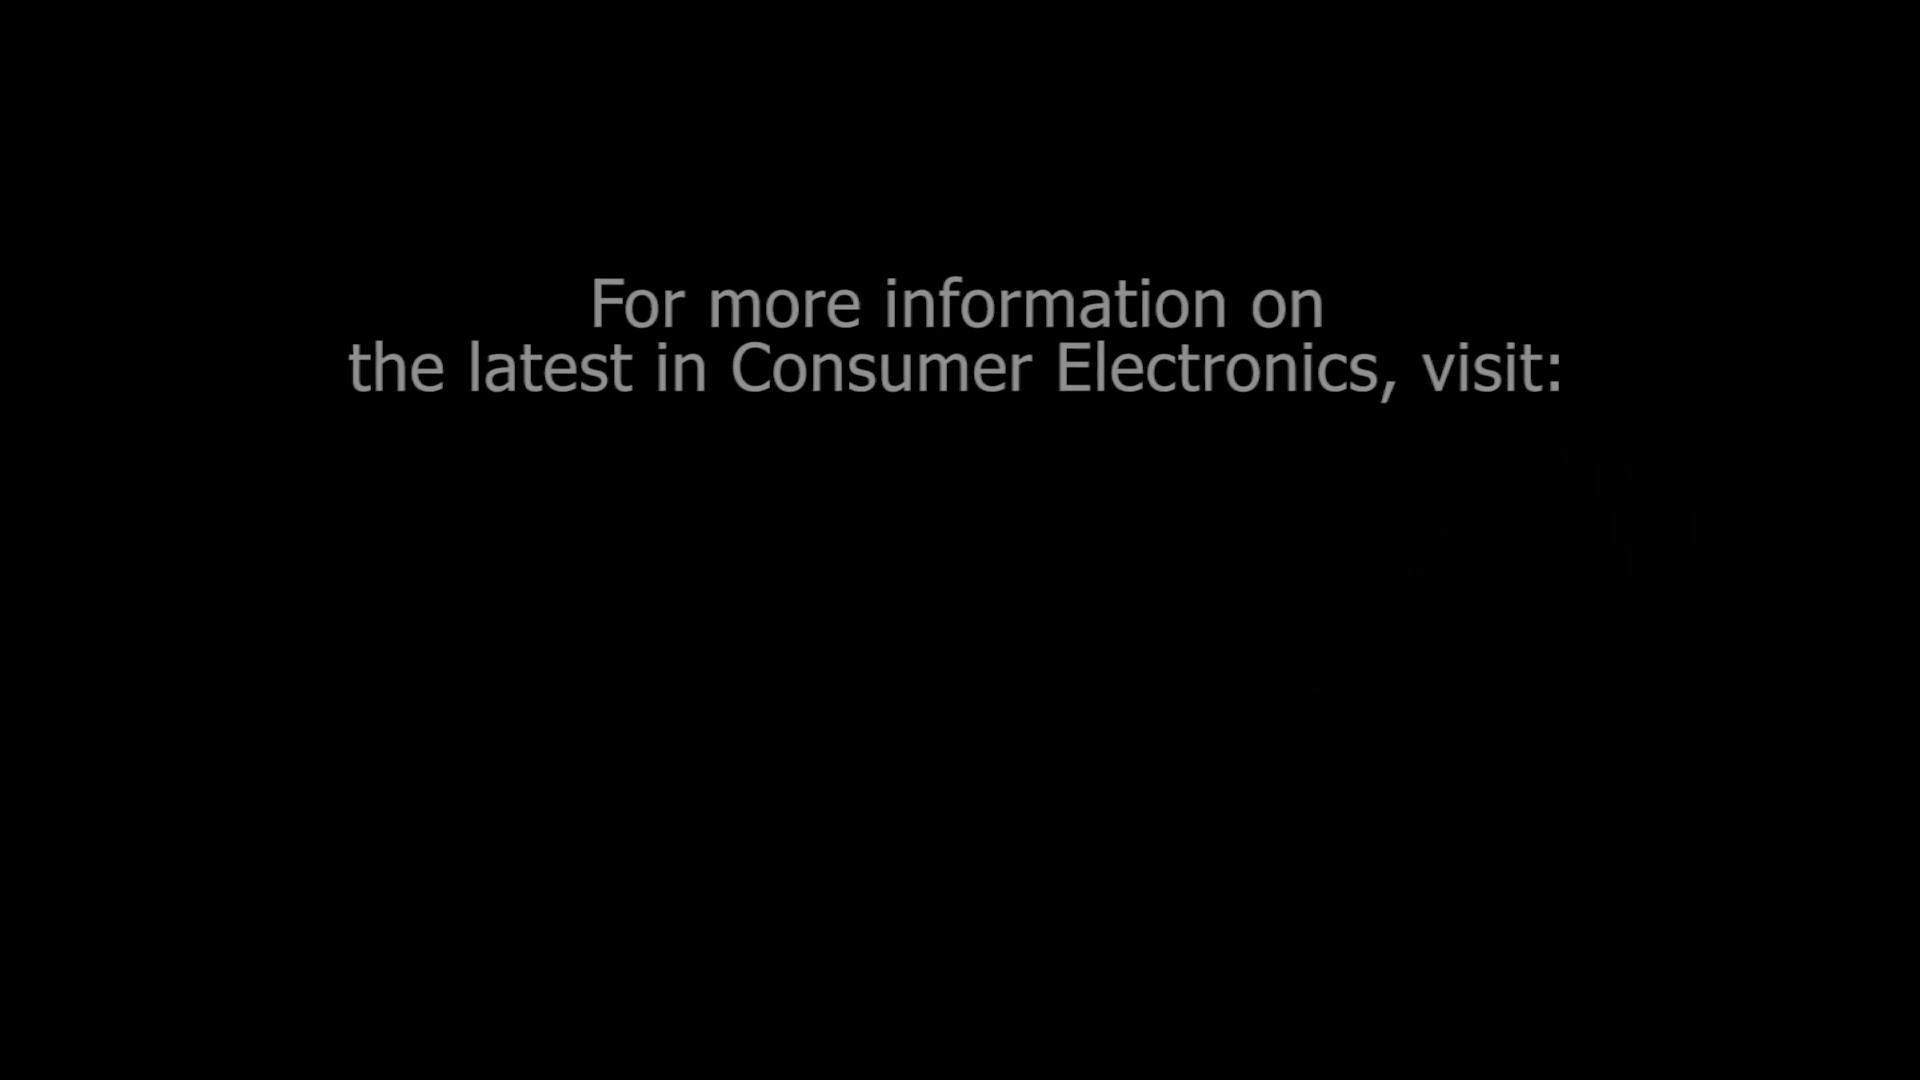 For more information on
the latest in Consumer Electronics, visit: